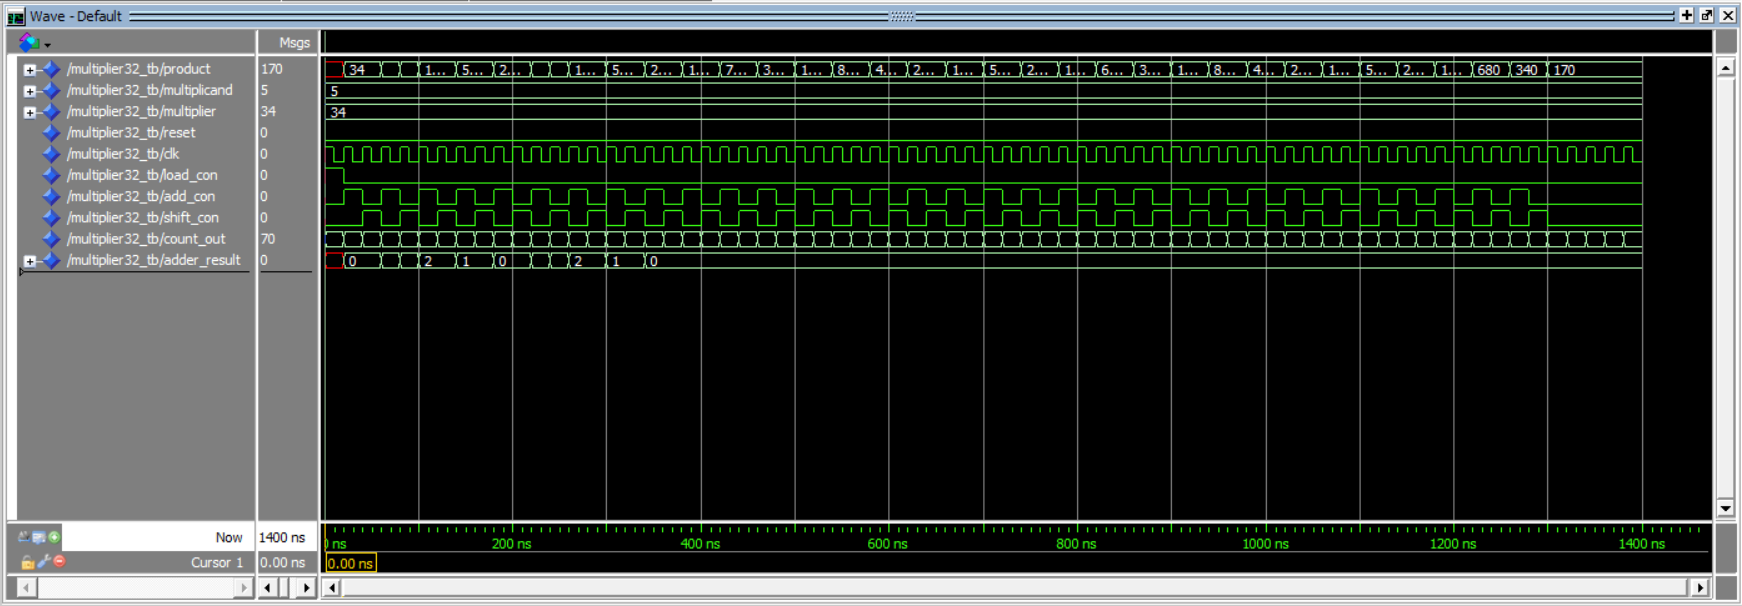 Wave - Default
Msgs
/multiplier32_tb/product 170 34 1... 5... 2... 1... 5... 2... 1... 7... 3... 1... 8... 4... 2... 1... 5... 2... 1... 6... 3... 1... 8... 4... 2... 1... 5... 2... 1... 680 340 170
/multiplier32_tb/multiplicand 5 5
/multiplier32_tb/multiplier 34 34
/multiplier32_tb/reset 0
/multiplier32_tb/clk 0
/multiplier32_tb/load_con 0
/multiplier32_tb/add_con 0
/multiplier32_tb/shift_con 0
/multiplier32_tb/count_out 70
/multiplier32_tb/adder_result 0 0 2 1 0 2 1 0
Now 1400 ns ns 200 ns 400 ns 600 ns 800 ns 1000 ns 1200 ns 1400 ns
Cursor 1 0.00 ns 0.00 ns